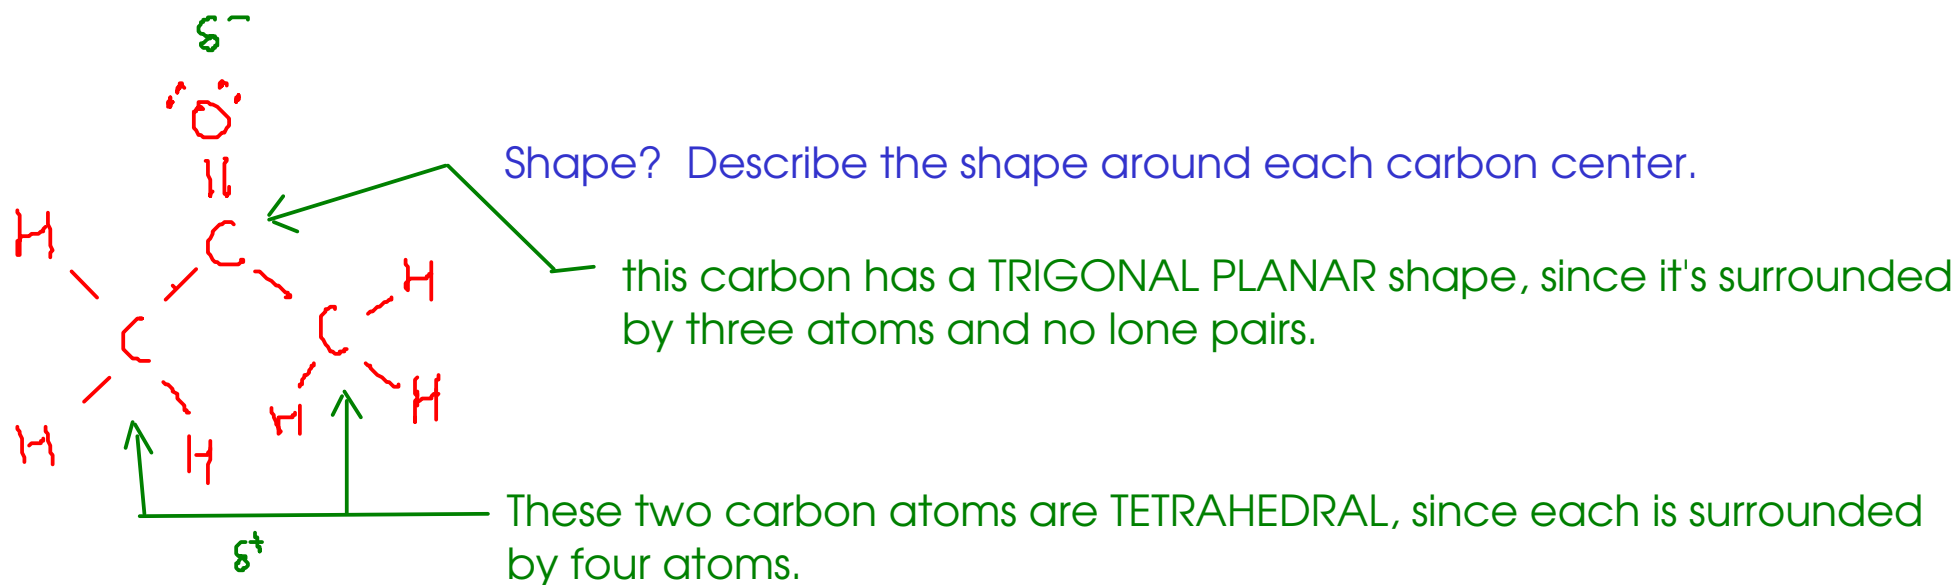 δ-
O
Shape?  Describe the shape around each carbon center.
H C H
this carbon has a TRIGONAL PLANAR shape, since it's surrounded
by three atoms and no lone pairs.
C C
H H
H H
These two carbon atoms are TETRAHEDRAL, since each is surrounded
by four atoms.
δ+